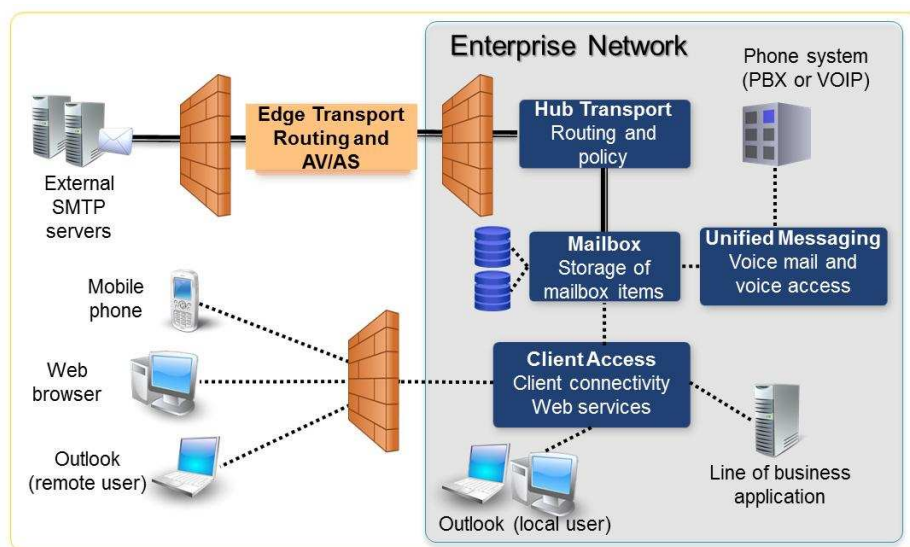 Enterprise Network
Phone system
(PBX or VOIP)
Edge Transport
Routing and
AV/AS
Hub Transport
Routing and
policy
External
SMTP
servers
Mailbox
Storage of
mailbox items
Unified Messaging
Voice mail and
voice access
Mobile
phone
Web
browser
Client Access
Client connectivity
Web services
Outlook
(remote user)
Outlook (local user)
Line of business
application